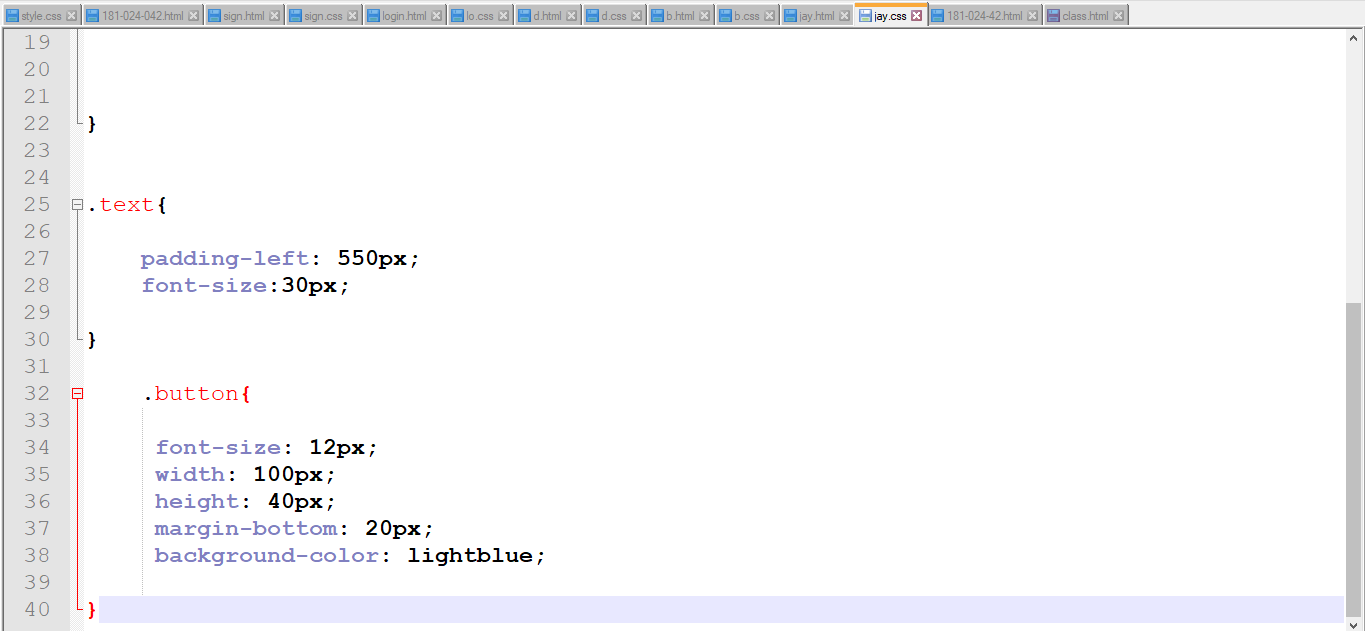 style.css 181-024-042.html sign.html sign.css login.html lo.css d.html d.css b.html b.css jay.html jay.css 181-024-42.html class.html
19
20
21
22 }
23
24
25 .text{
26
27 padding-left: 550px;
28 font-size:30px;
29
30 }
31
32 .button{
33
34 font-size: 12px;
35 width: 100px;
36 height: 40px;
37 margin-bottom: 20px;
38 background-color: lightblue;
39
40 }